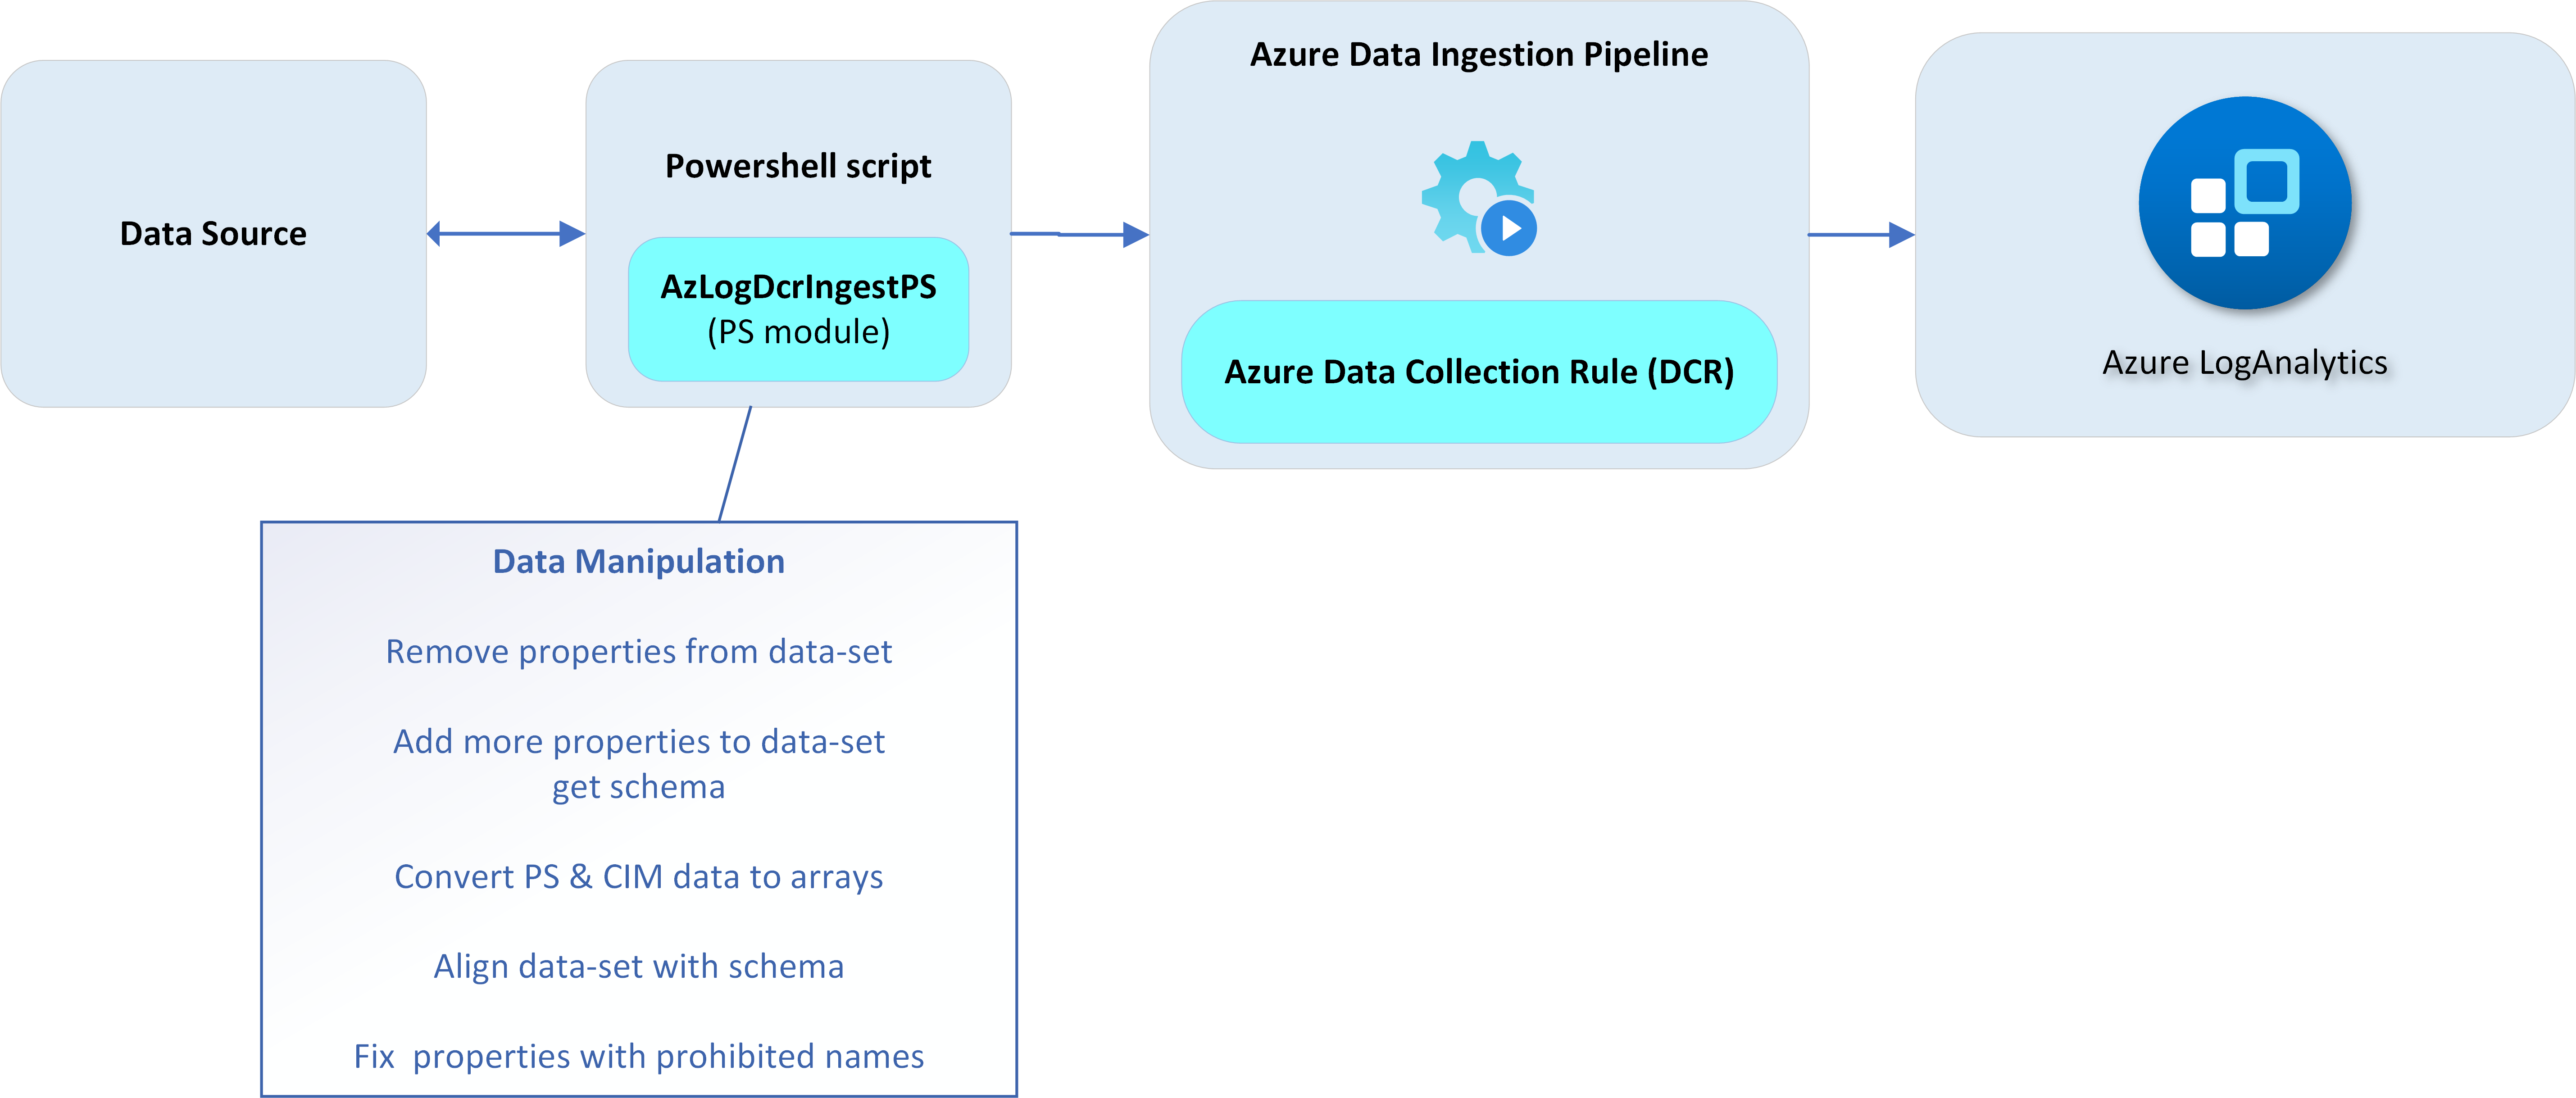 Data Source
Powershell script
AzLogDcrIngestPS
(PS module)
Azure Data Ingestion Pipeline
Azure Data Collection Rule (DCR)
Azure LogAnalytics
Data Manipulation
Remove properties from data-set
Add more properties to data-set
get schema
Convert PS & CIM data to arrays
Align data-set with schema
Fix  properties with prohibited names